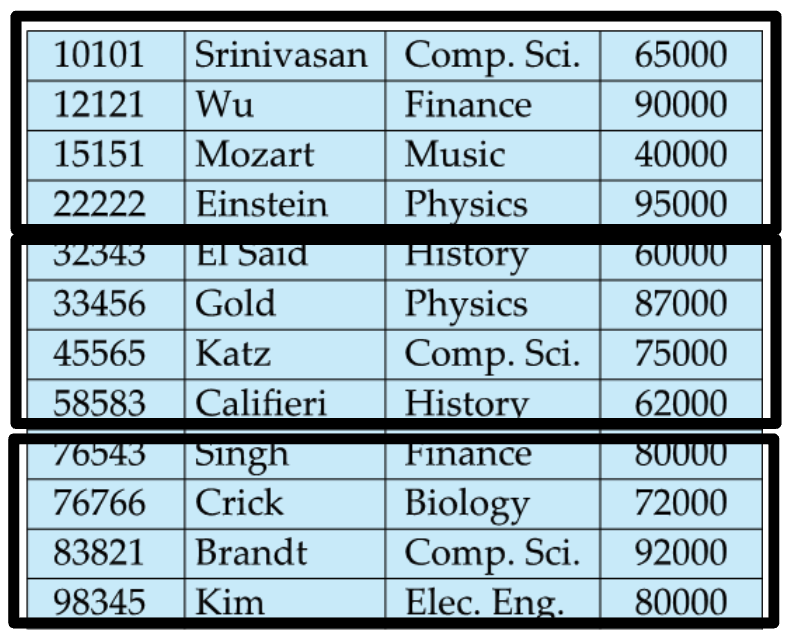 10101 Srinivasan Comp. Sci. 65000
12121 Wu Finance 90000
15151 Mozart Music 40000
22222 Einstein Physics 95000
32343 El Said History 60000
33456 Gold Physics 87000
45565 Katz Comp. Sci. 75000
58583 Califieri History 62000
76543 Singh Finance 80000
76766 Crick Biology 72000
83821 Brandt Comp. Sci. 92000
98345 Kim Elec. Eng. 80000